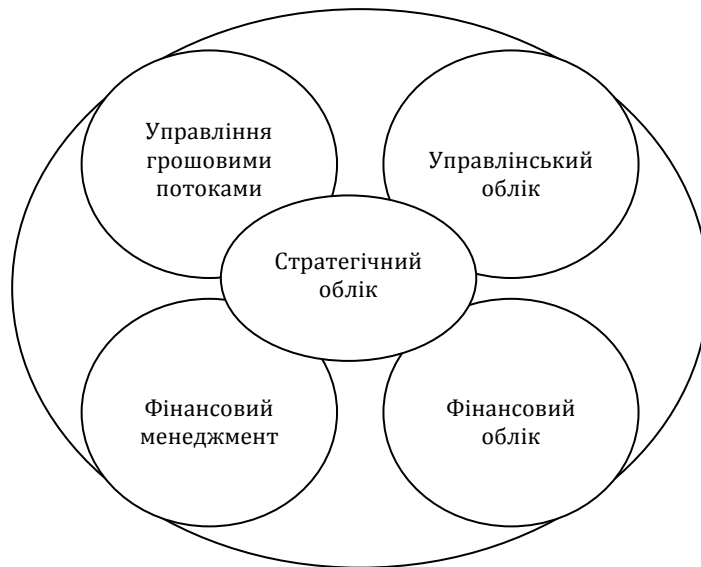 Управління
грошовими
потоками
Управлінський
облік
Стратегічний
облік
Фінансовий
менеджмент
Фінансовий
облік